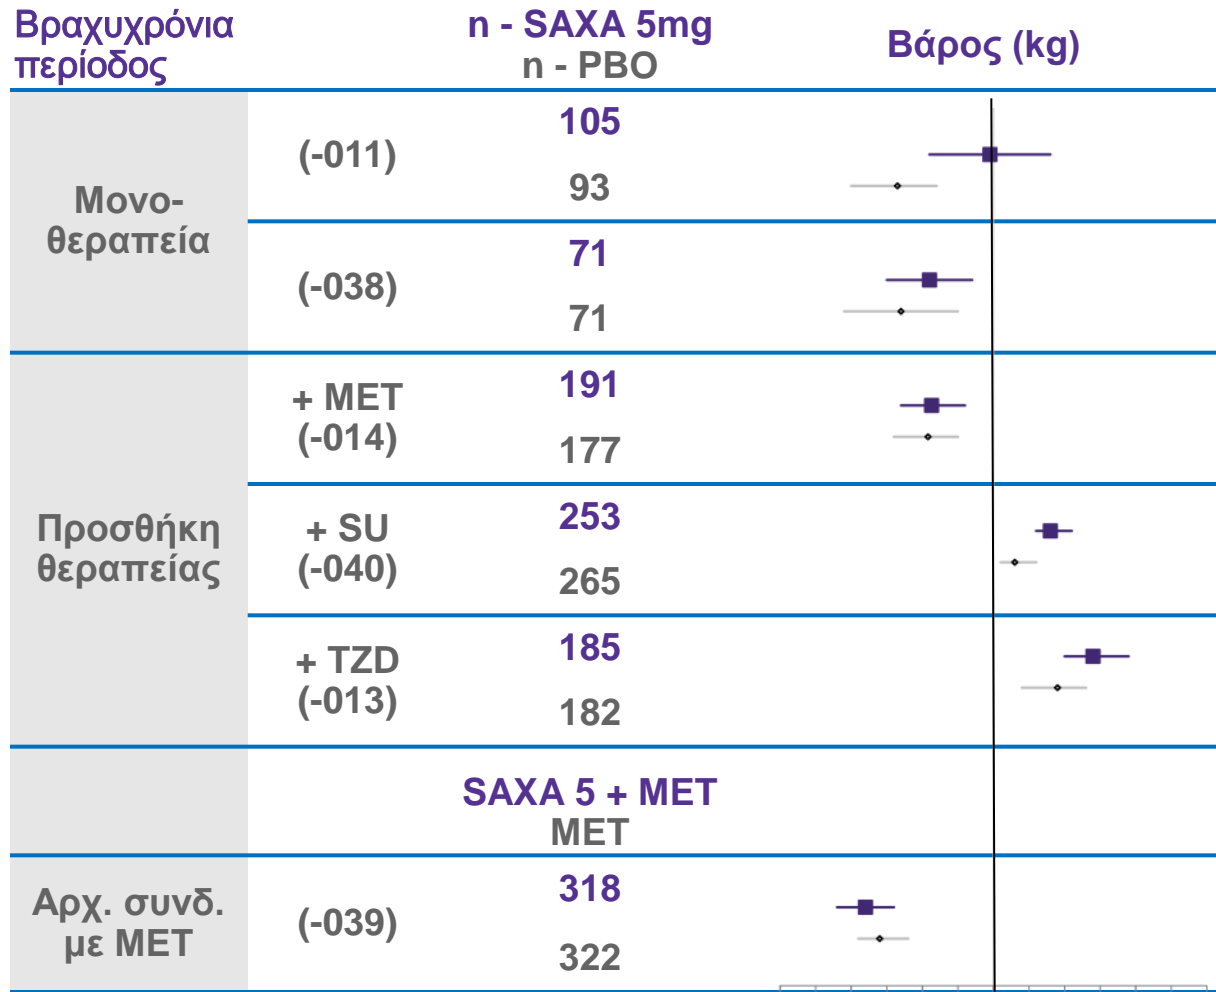 Βραχυχρόνια
περίοδος
n - SAXA 5mg
n - PBO
Βάρος (kg)
Μονο-
θεραπεία
(-011)
105
93
(-038)
71
71
Προσθήκη
θεραπείας
+ MET
(-014)
191
177
+ SU
(-040)
253
265
+ TZD
(-013)
185
182
SAXA 5 + MET
MET
Αρχ. συνδ.
με MET
(-039)
318
322